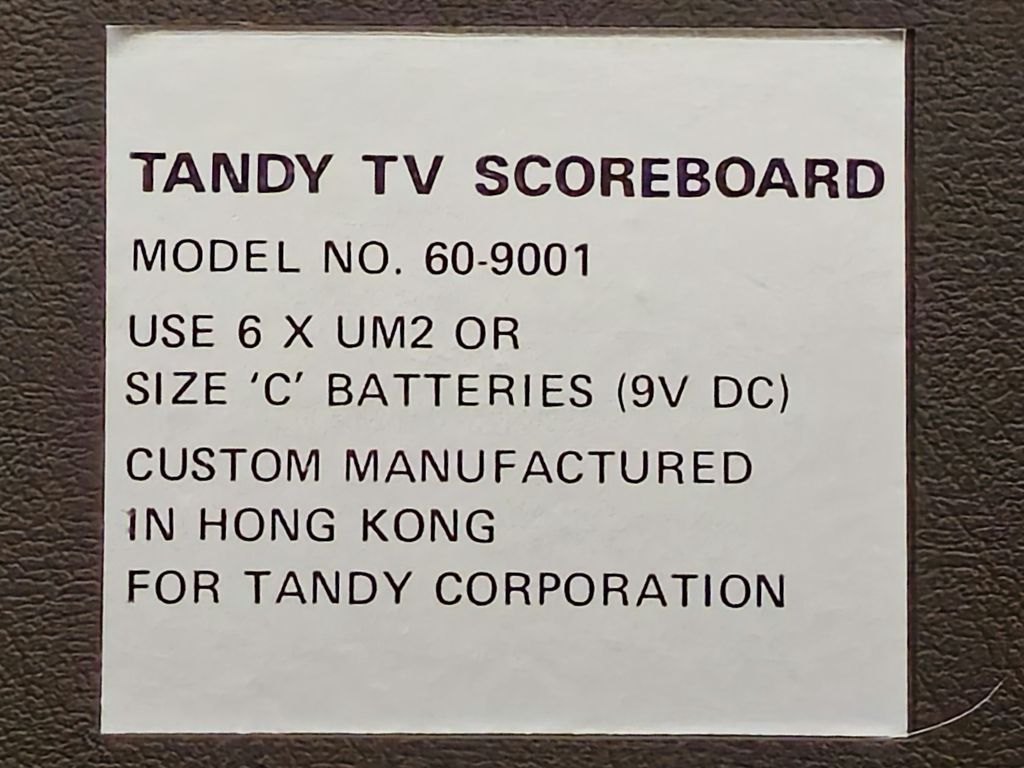 TANDY TV SCOREBOARD
MODEL NO. 60-9001
USE 6 X UM2 OR
SIZE 'C' BATTERIES (9V DC)
CUSTOM MANUFACTURED
IN HONG KONG
FOR TANDY CORPORATION